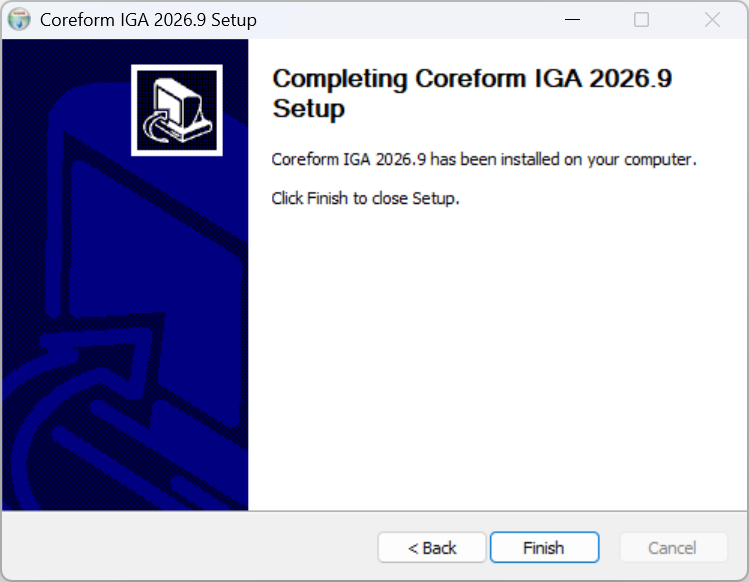 Coreform IGA 2026.9 Setup
Completing Coreform IGA 2026.9
Setup
Coreform IGA 2026.9 has been installed on your computer.
Click Finish to close Setup.
< Back
Finish
Cancel